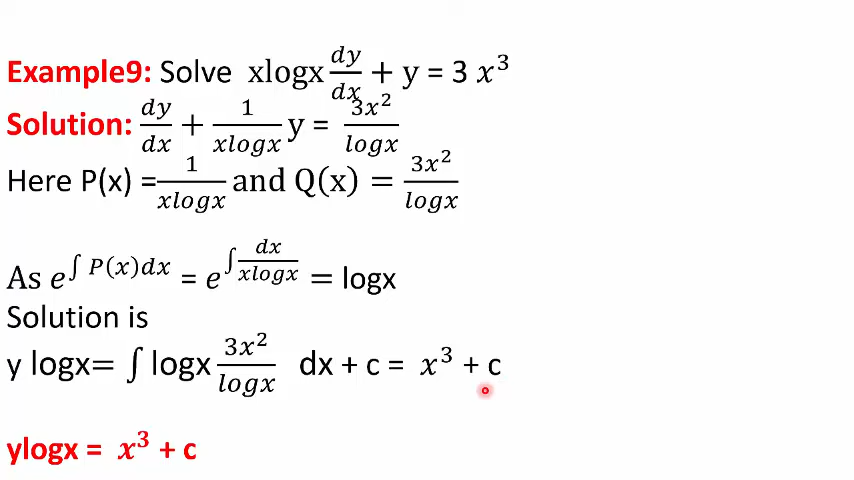 Example9: Solve xlogx dy/dx + y = 3 x³
Solution: dy/dx + 1/xlogx y = 3x²/logx
Here P(x) = 1/xlogx and Q(x) = 3x²/logx
As e^∫ P(x)dx = e^∫ dx/xlogx = logx
Solution is
y logx= ∫ logx 3x²/logx dx + c = x³ + c
ylogx = x³ + c